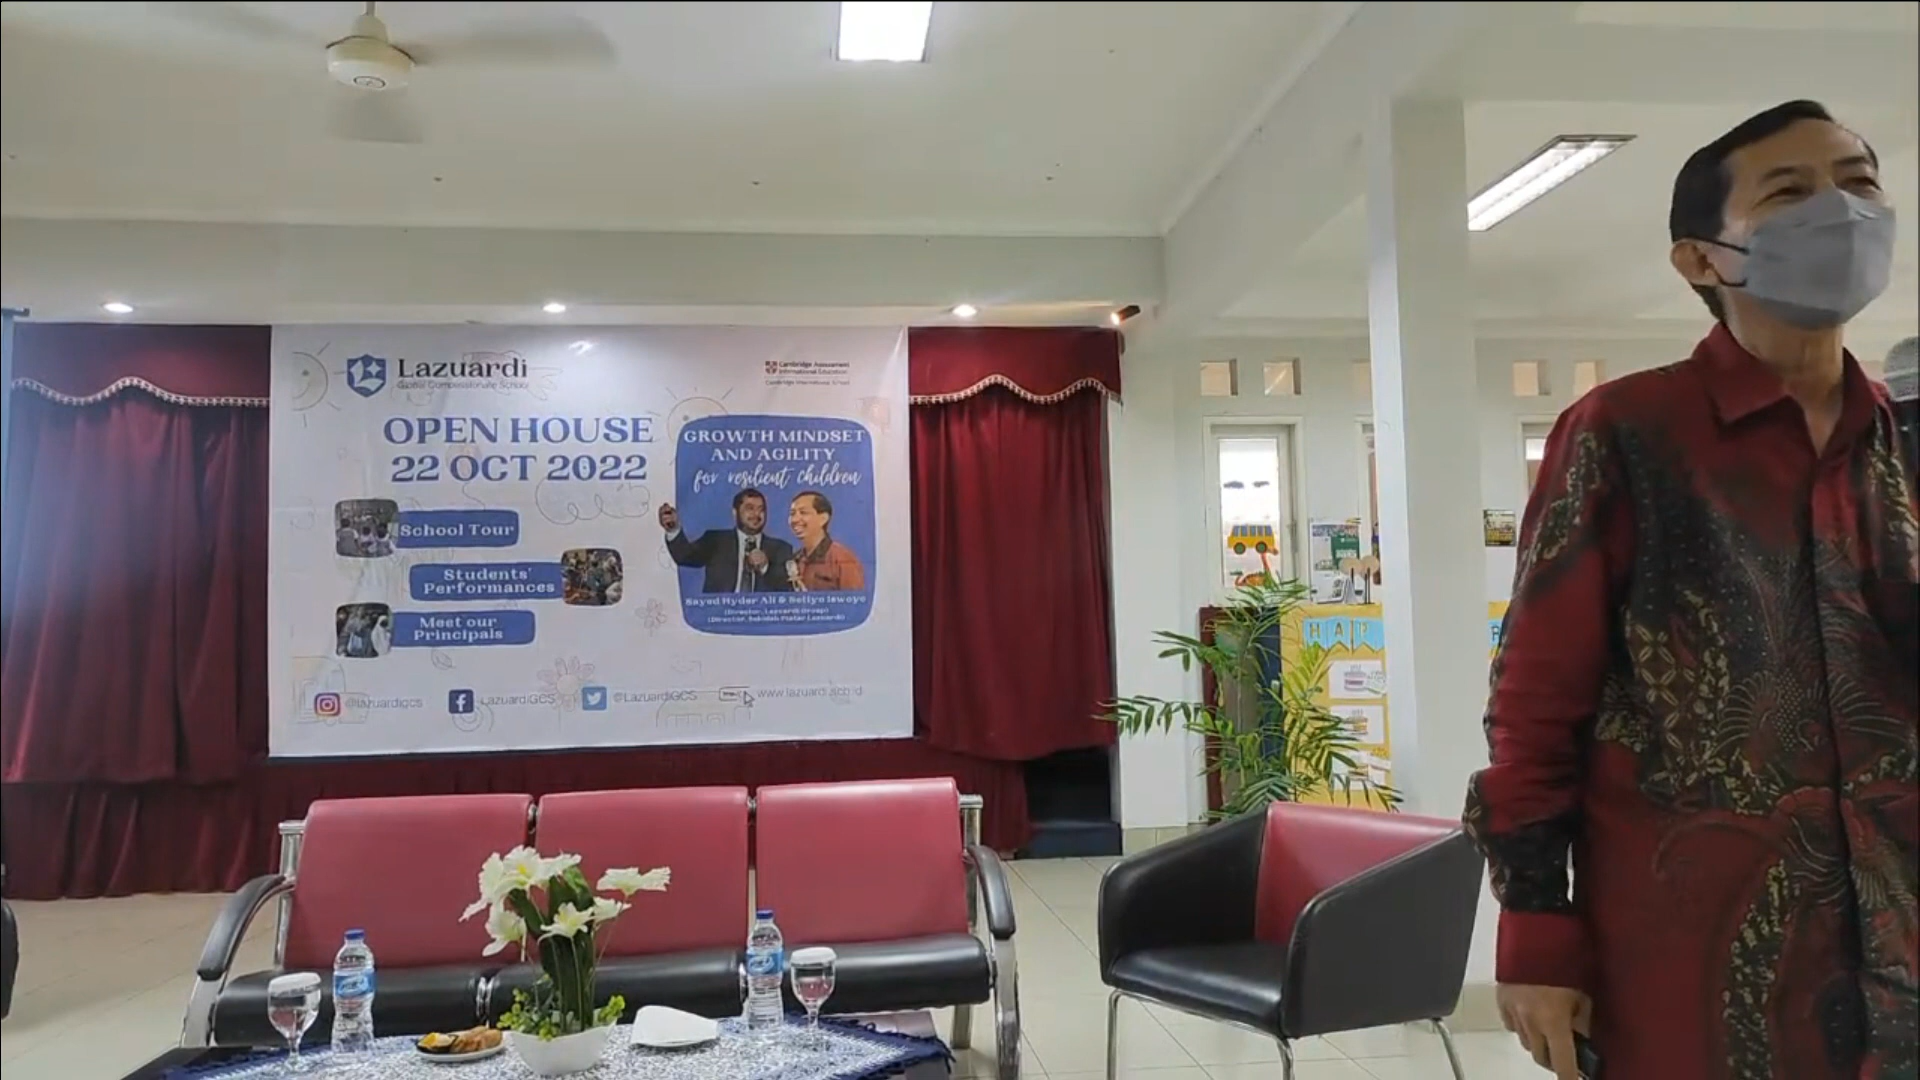 Lazuardi
Global Compassionate School
Cambridge Assessment
International Education
Cambridge International School
OPEN HOUSE
22 OCT 2022
GROWTH MINDSET
AND AGILITY
for resilient children
School Tour
Students'
Performances
Meet our
Principals
Sayed Hyder Ali & Setiyo Iswoyo
(Director, Lazuardi Group)
@lazuardigcs
LazuardiGCS
@LazuardiGCS
www.lazuardi.sch.id
HAP